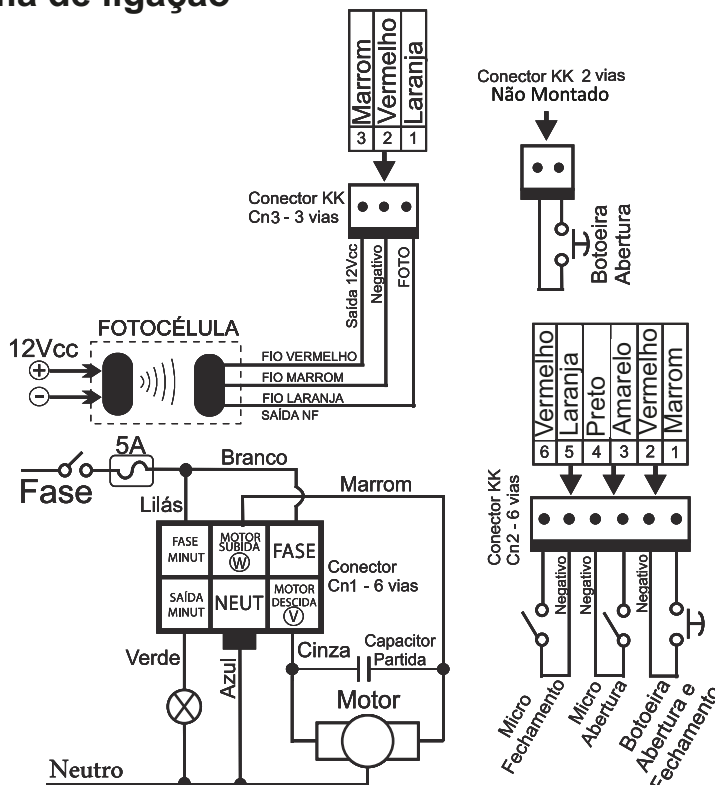 de ligação
Marrom
Vermelho
Laranja
3 2 1
Conector KK
Cn3 - 3 vias
Saída 12Vcc
Negativo
FOTO
Conector KK 2 vias
Não Montado
Botoeira
Abertura
FOTOCÉLULA
12Vcc
+
-
FIO VERMELHO
FIO MARROM
FIO LARANJA
SAÍDA NF
5A
Fase
Branco
Lilás
Marrom
FASE
MINUT
MOTOR
SUBIDA
W
FASE
SAÍDA
MINUT
NEUT
MOTOR
DESCIDA
V
Conector
Cn1 - 6 vias
Verde
Azul
Cinza
Capacitor
Partida
Motor
Neutro
Vermelho
Laranja
Preto
Amarelo
Vermelho
Marrom
6 5 4 3 2 1
Conector KK
Cn2 - 6 vias
Negativo
Negativo
Negativo
Micro
Fechamento
Micro
Abertura
Botoeira
Abertura e
Fechamento